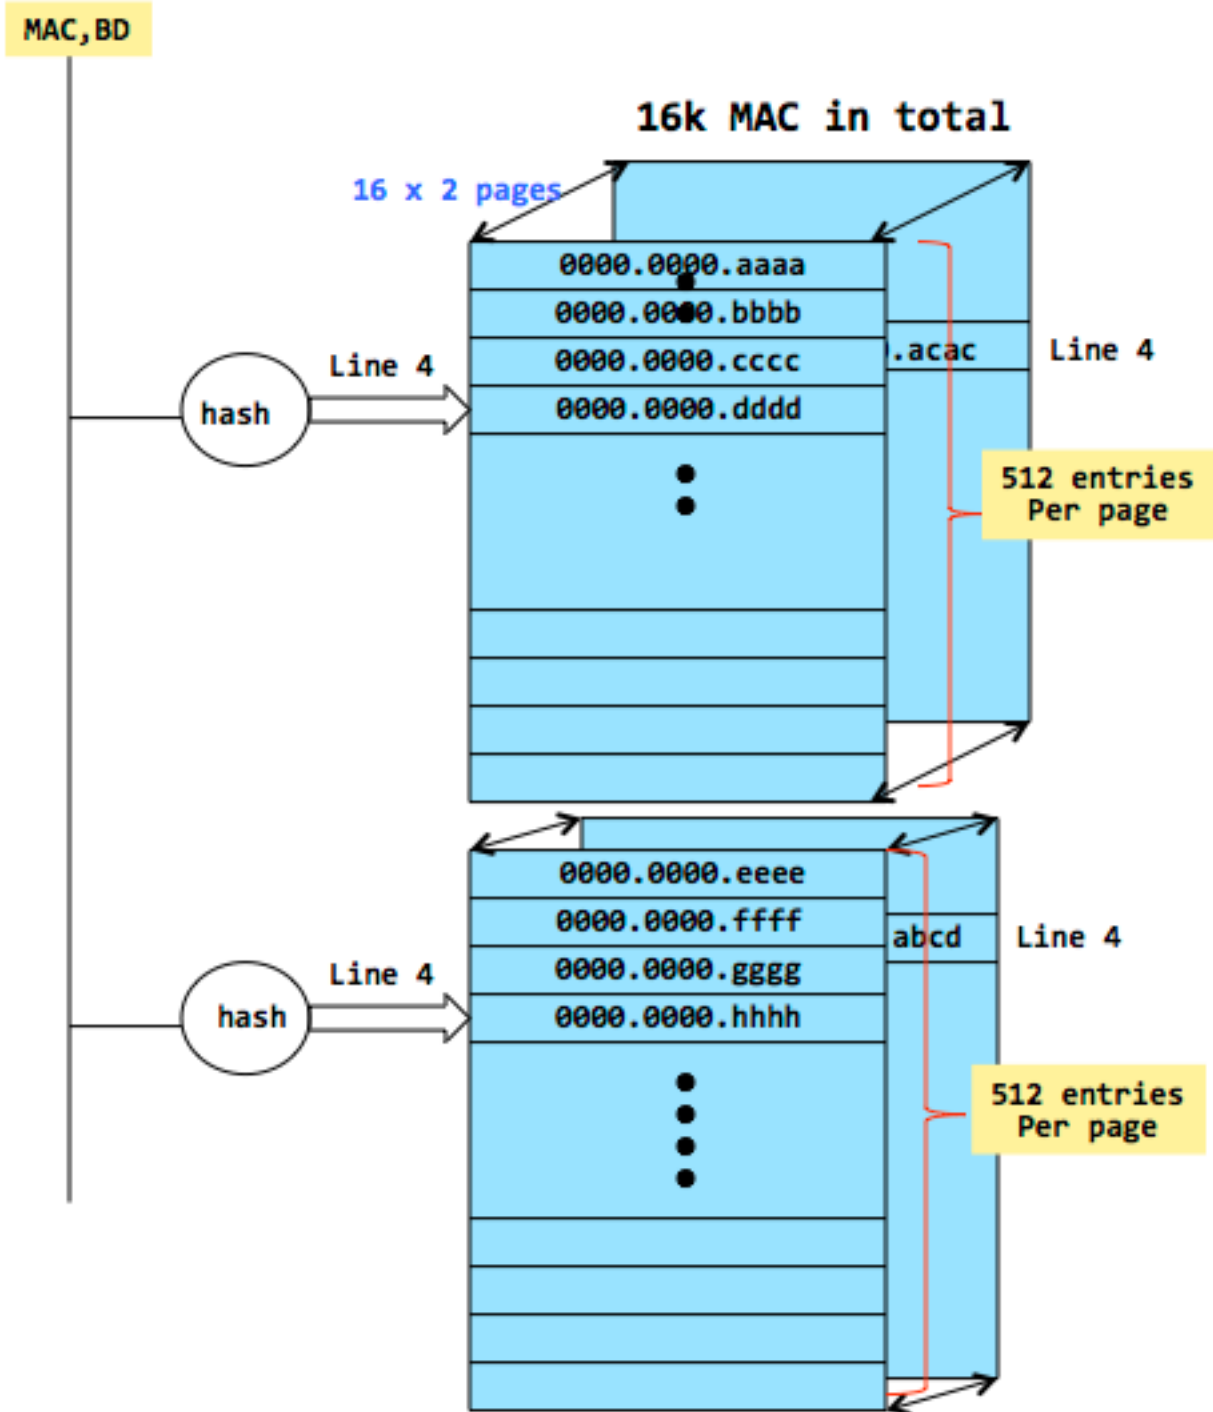 MAC,BD
16k MAC in total
16 x 2 pages
0000.0000.aaaa
0000.0000.bbbb
0000.0000.cccc
0000.0000.dddd
.acac
Line 4
Line 4
hash
512 entries
Per page
0000.0000.eeee
0000.0000.ffff
0000.0000.gggg
0000.0000.hhhh
abcd
Line 4
Line 4
hash
512 entries
Per page